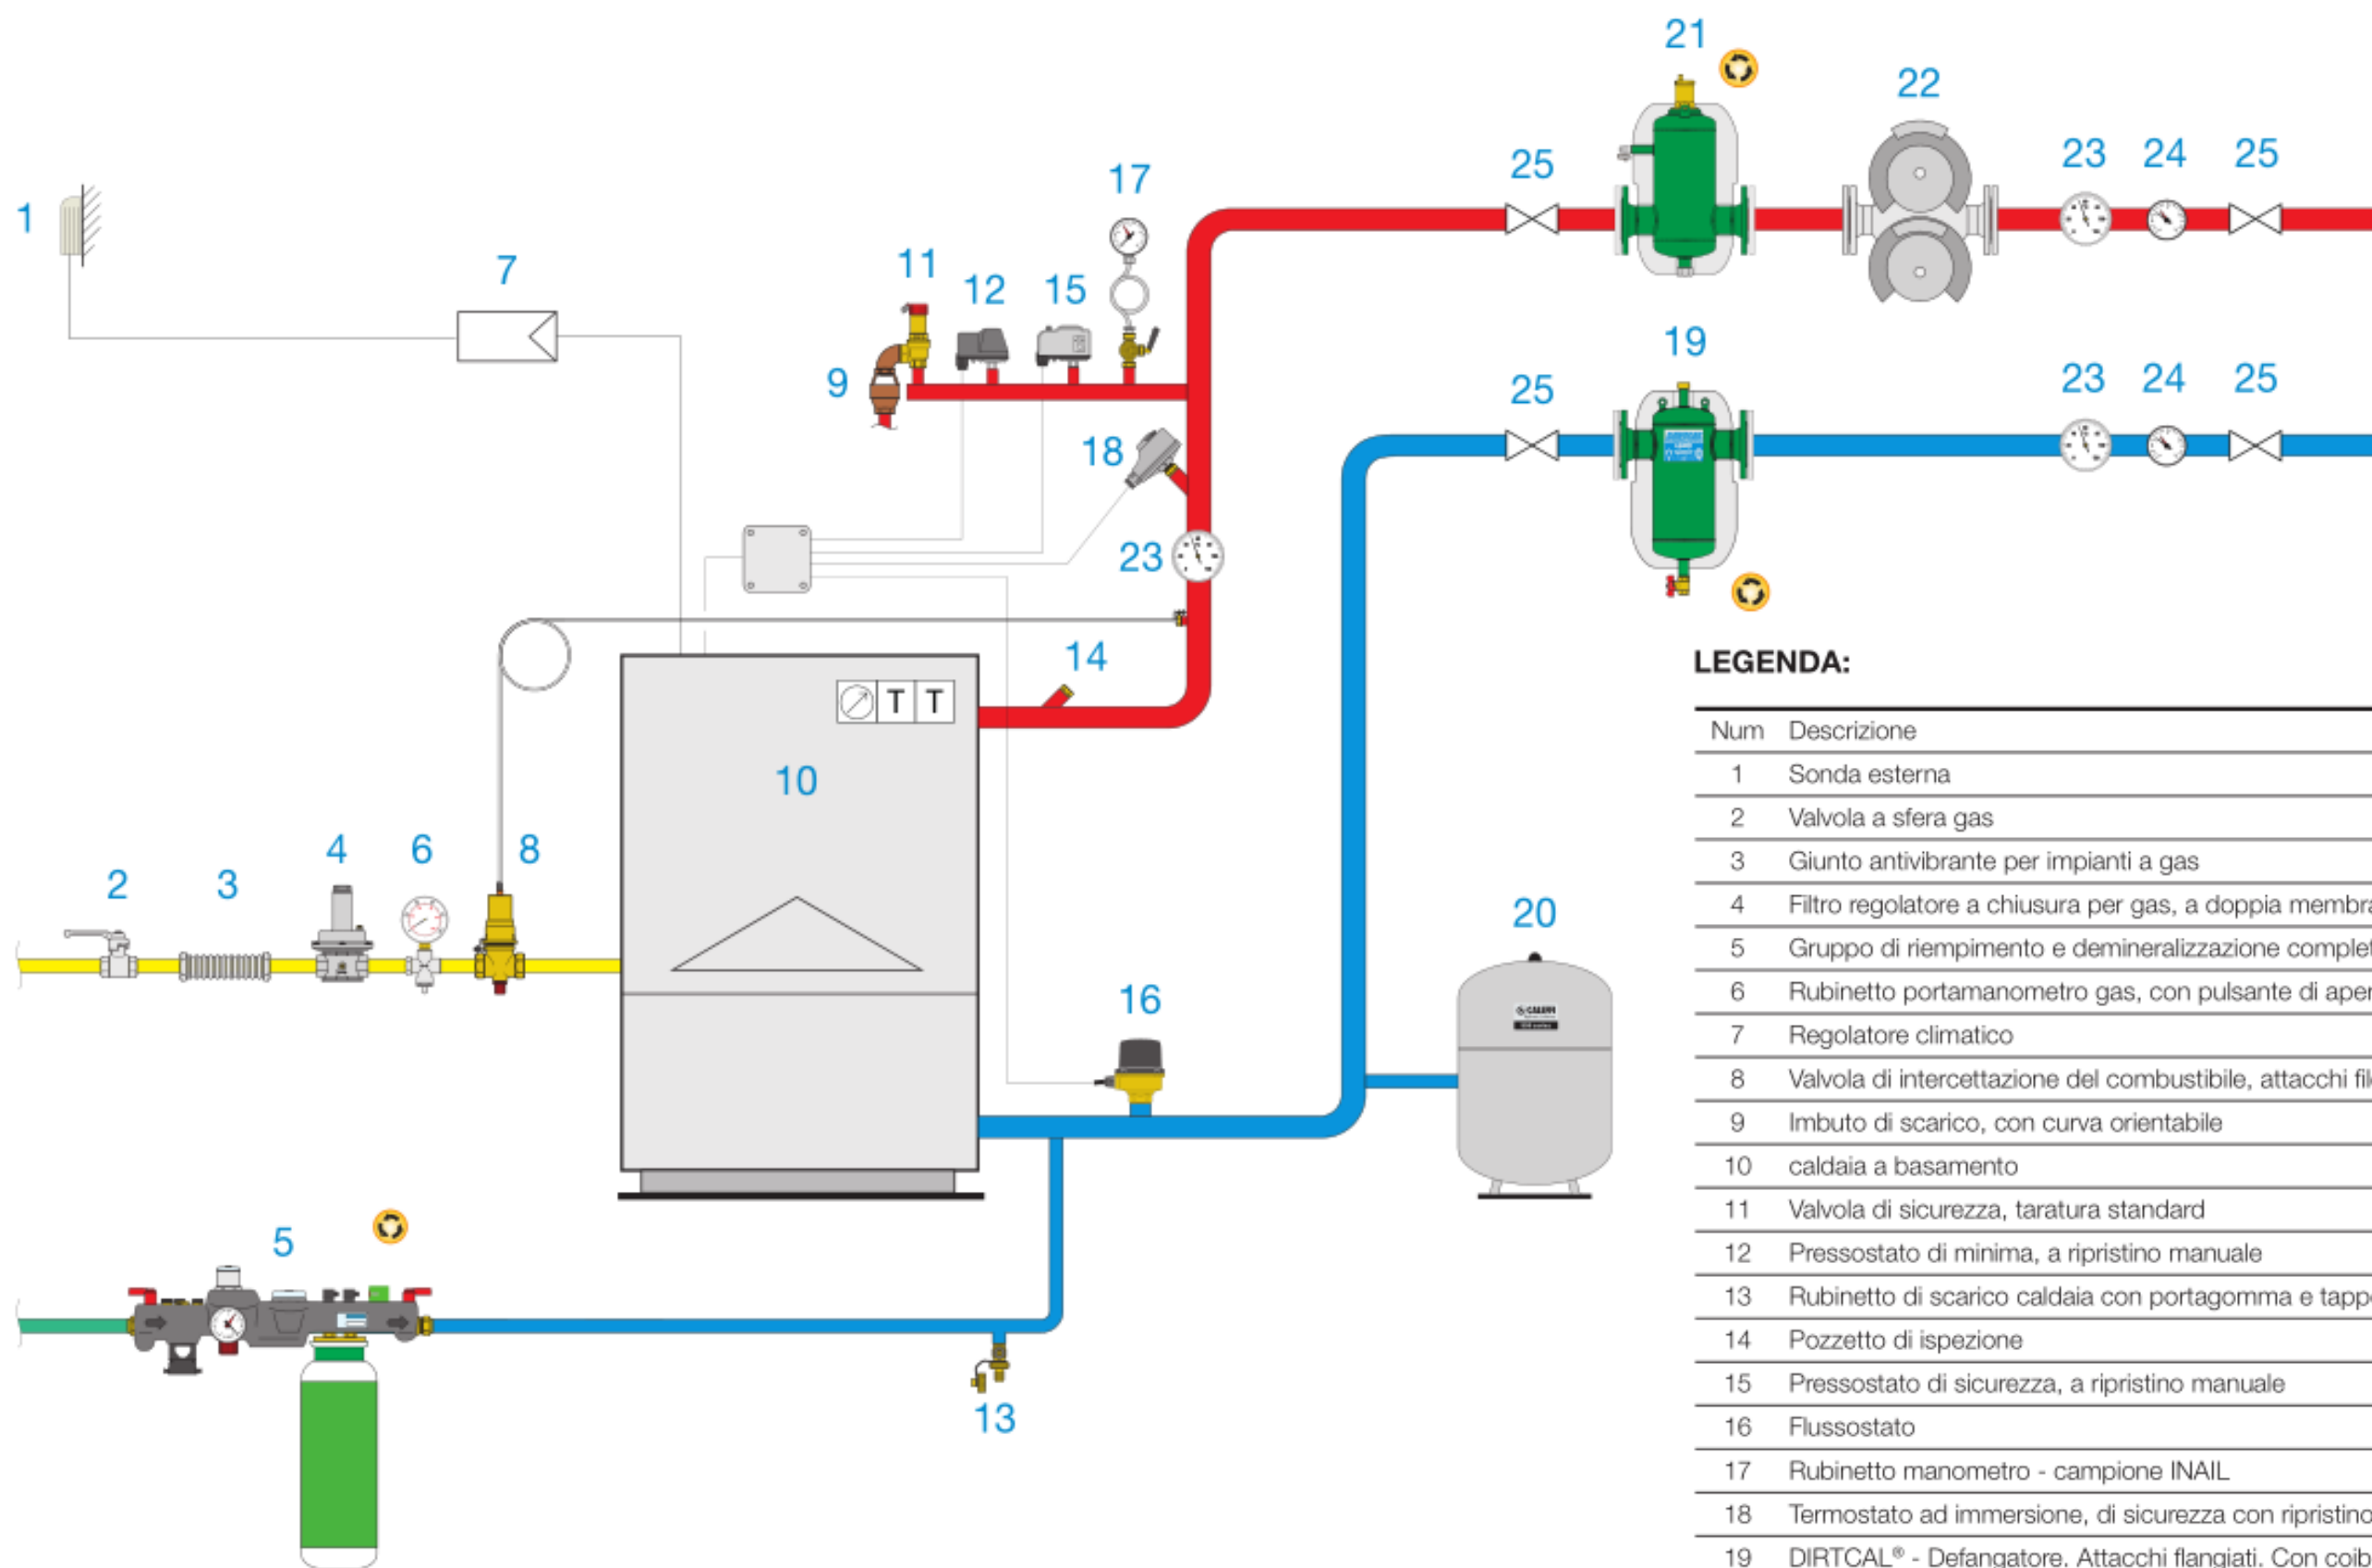 21
22
25
23
24
25
17
1
7
11
12
15
9
19
25
23
24
25
18
23
14
LEGENDA:
T T
Num Descrizione
10
1 Sonda esterna
2 Valvola a sfera gas
3 Giunto antivibrante per impianti a gas
4 Filtro regolatore a chiusura per gas, a doppia membra
5 Gruppo di riempimento e demineralizzazione complet
6 Rubinetto portamanometro gas, con pulsante di aper
7 Regolatore climatico
8 Valvola di intercettazione del combustibile, attacchi file
9 Imbuto di scarico, con curva orientabile
10 caldaia a basamento
11 Valvola di sicurezza, taratura standard
12 Pressostato di minima, a ripristino manuale
13 Rubinetto di scarico caldaia con portagomma e tappo
14 Pozzetto di ispezione
15 Pressostato di sicurezza, a ripristino manuale
16 Flussostato
17 Rubinetto manometro - campione INAIL
18 Termostato ad immersione, di sicurezza con ripristino
19 DIRTCAL® - Defangatore. Attacchi flangiati. Con coib
2
3
4
6
8
20
CALEFFI
16
5
13